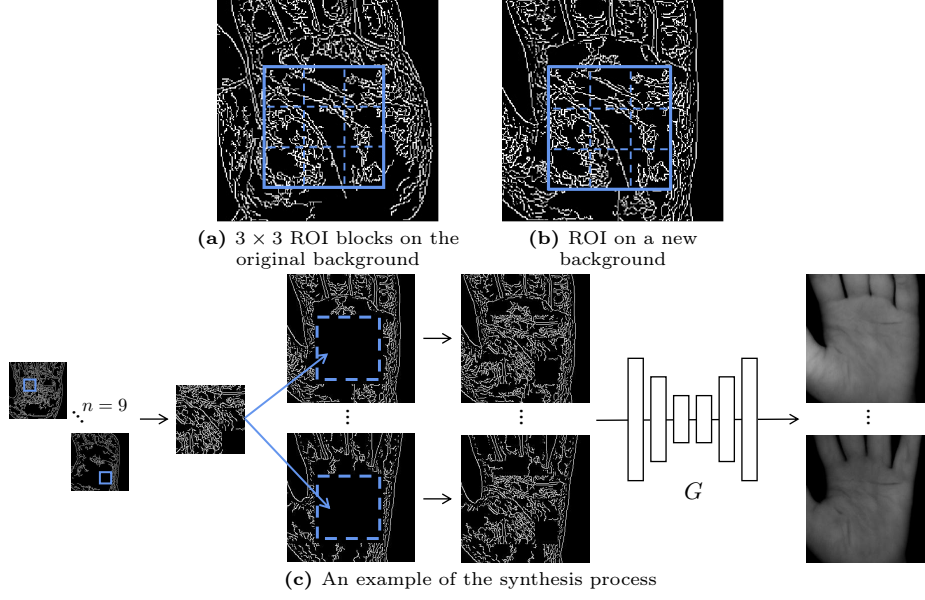 (a) 3 × 3 ROI blocks on the
original background
(b) ROI on a new
background
n = 9
⋱
⋮
⋮
⋮
G
(c) An example of the synthesis process